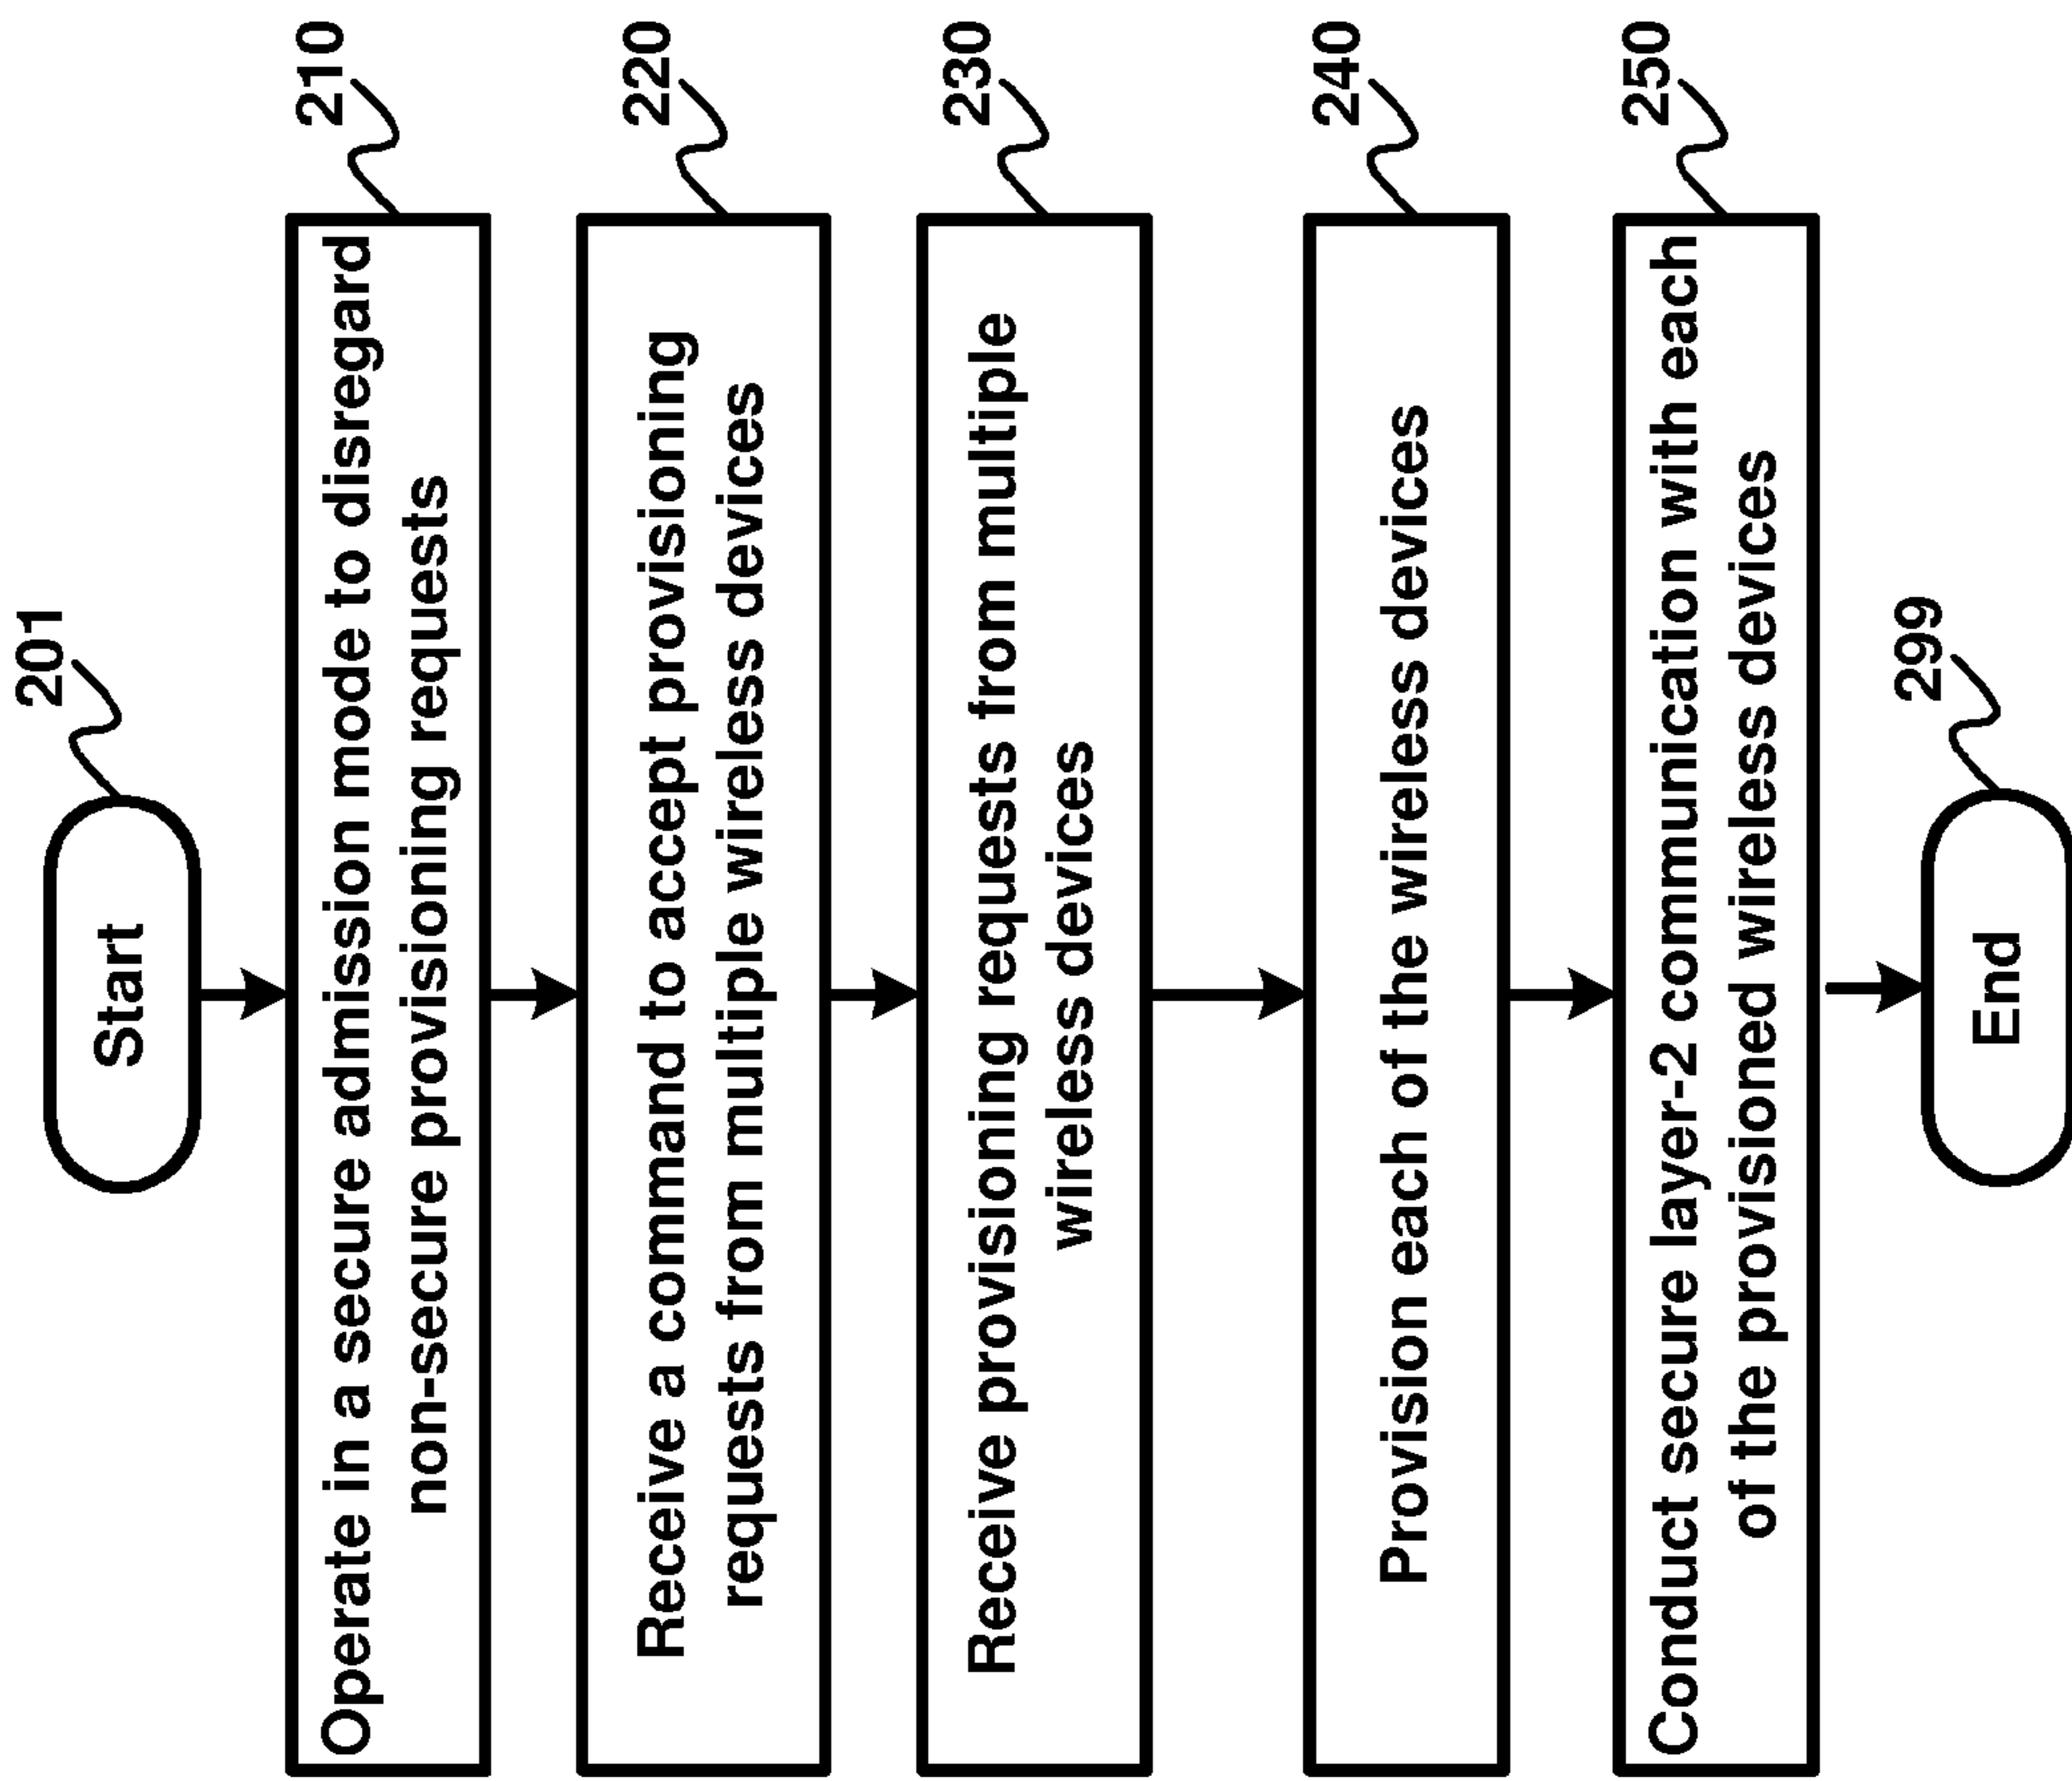 201
Start
210
Operate in a secure admission mode to disregard
non-secure provisioning requests
220
Receive a command to accept provisioning
requests from multiple wireless devices
230
Receive provisioning requests from multiple
wireless devices
240
Provision each of the wireless devices
250
Conduct secure layer-2 communication with each
of the provisioned wireless devices
299
End